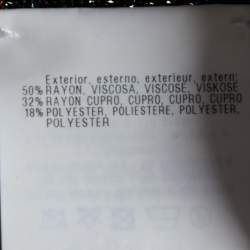 Exterior, esterno, exterieur, extern:
50% RAYON, VISCOSA, VISCOSE, VISKOSE
32% RAYON CUPRO, CUPRO, CUPRO, CUPRO
18% POLYESTER, POLIESTERE, POLYESTER,
POLYESTER